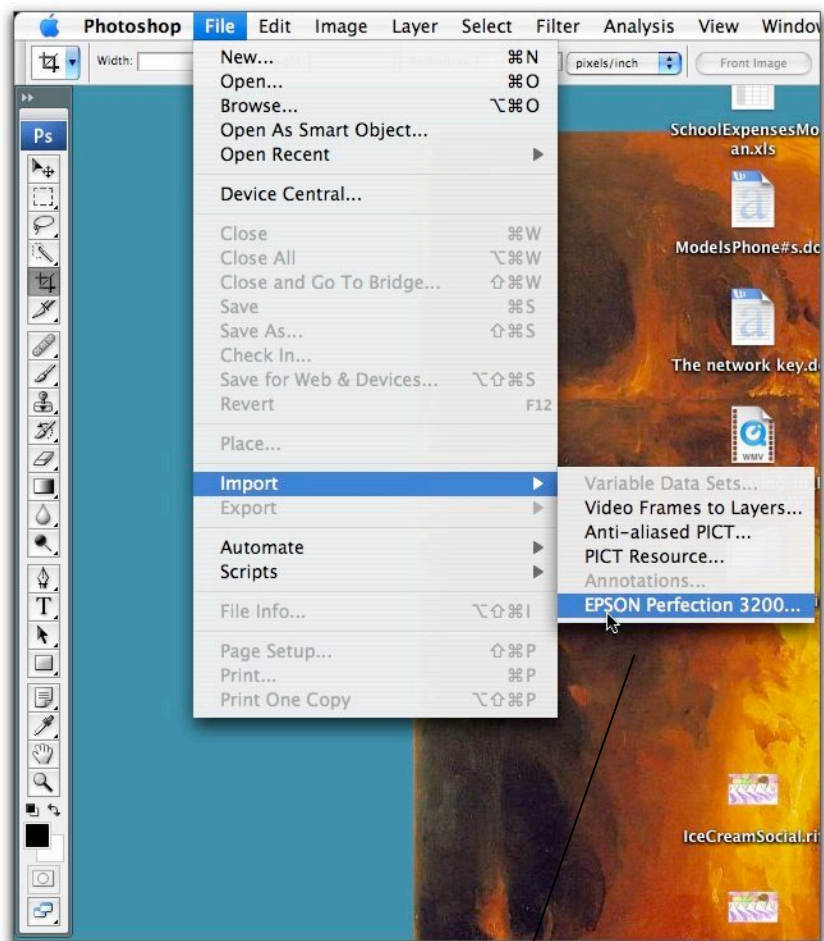 Photoshop File Edit Image Layer Select Filter Analysis View Window
Width: pixels/inch Front Image
Ps
T
New... ⌘N
Open... ⌘O
Browse... ⌥⌘O
Open As Smart Object...
Open Recent
Device Central...
Close ⌘W
Close All ⌥⌘W
Close and Go To Bridge... ⇧⌘W
Save ⌘S
Save As... ⇧⌘S
Check In...
Save for Web & Devices... ⌥⇧⌘S
Revert F12
Place...
Import
Export
Automate
Scripts
File Info... ⌥⇧⌘I
Page Setup... ⇧⌘P
Print... ⌘P
Print One Copy ⌥⇧⌘P
Variable Data Sets...
Video Frames to Layers...
Anti-aliased PICT...
PICT Resource...
Annotations...
EPSON Perfection 3200...
SchoolExpensesMo
an.xls
ModelsPhone#s.do
The network key.d
WMV
IceCreamSocial.rif